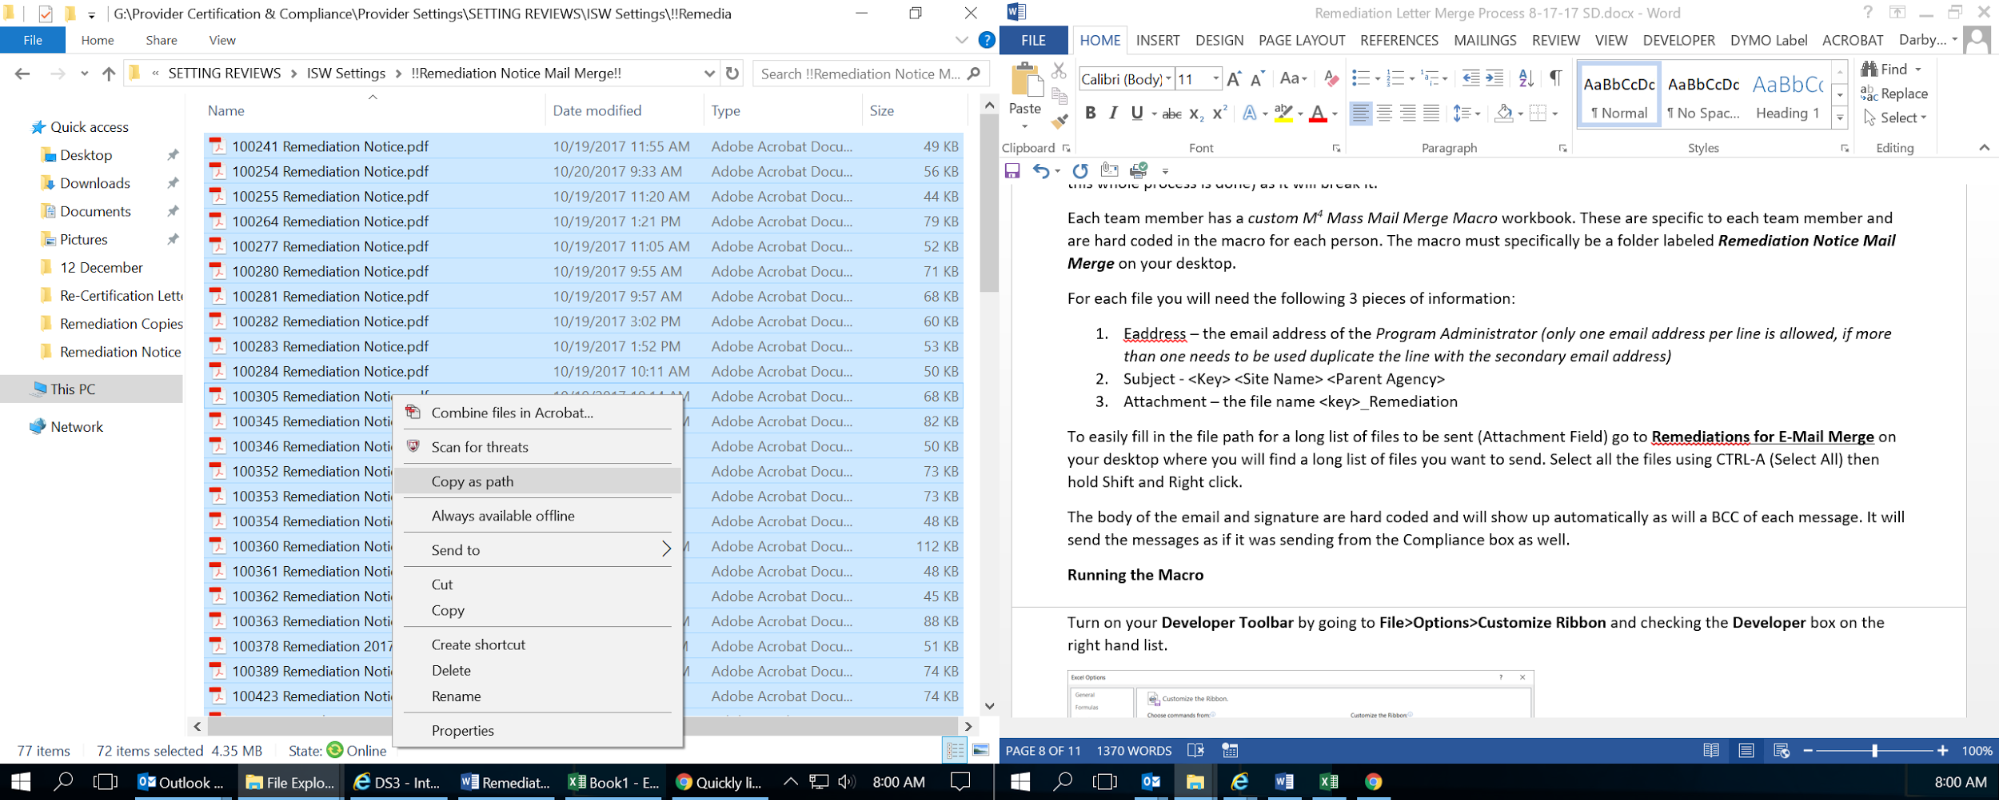 G:\Provider Certification & Compliance\Provider Settings\SETTING REVIEWS\ISW Settings\!!Remedia
File Home Share View
« SETTING REVIEWS > ISW Settings > !!Remediation Notice Mail Merge!!
Search !!Remediation Notice M...
Name Date modified Type Size
Quick access
Desktop
Downloads
Documents
Pictures
12 December
Re-Certification Lett
Remediation Copies
Remediation Notice
This PC
Network
100241 Remediation Notice.pdf 10/19/2017 11:55 AM Adobe Acrobat Docu... 49 KB
100254 Remediation Notice.pdf 10/20/2017 9:33 AM Adobe Acrobat Docu... 56 KB
100255 Remediation Notice.pdf 10/19/2017 11:20 AM Adobe Acrobat Docu... 44 KB
100264 Remediation Notice.pdf 10/19/2017 1:21 PM Adobe Acrobat Docu... 79 KB
100277 Remediation Notice.pdf 10/19/2017 11:05 AM Adobe Acrobat Docu... 52 KB
100280 Remediation Notice.pdf 10/19/2017 9:55 AM Adobe Acrobat Docu... 71 KB
100281 Remediation Notice.pdf 10/19/2017 9:57 AM Adobe Acrobat Docu... 68 KB
100282 Remediation Notice.pdf 10/19/2017 3:02 PM Adobe Acrobat Docu... 60 KB
100283 Remediation Notice.pdf 10/19/2017 1:52 PM Adobe Acrobat Docu... 53 KB
100284 Remediation Notice.pdf 10/19/2017 10:11 AM Adobe Acrobat Docu... 50 KB
100305 Remediation Notic Adobe Acrobat Docu... 68 KB
100345 Remediation Noti Adobe Acrobat Docu... 82 KB
100346 Remediation Noti Adobe Acrobat Docu... 50 KB
100352 Remediation Noti Adobe Acrobat Docu... 73 KB
100353 Remediation Noti Adobe Acrobat Docu... 73 KB
100354 Remediation Noti Adobe Acrobat Docu... 48 KB
100360 Remediation Noti Adobe Acrobat Docu... 112 KB
100361 Remediation Noti Adobe Acrobat Docu... 48 KB
100362 Remediation Noti Adobe Acrobat Docu... 45 KB
100363 Remediation Noti Adobe Acrobat Docu... 88 KB
100378 Remediation 2017 Adobe Acrobat Docu... 51 KB
100389 Remediation Noti Adobe Acrobat Docu... 74 KB
100423 Remediation Noti Adobe Acrobat Docu... 74 KB
Combine files in Acrobat...
Scan for threats
Copy as path
Always available offline
Send to
Cut
Copy
Create shortcut
Delete
Rename
Properties
77 items 72 items selected 4.35 MB State: Online
Outlook ... File Explo... DS3 - Int... Remediat... Book1 - E... Quickly li... 8:00 AM
Remediation Letter Merge Process 8-17-17 SD.docx - Word
FILE HOME INSERT DESIGN PAGE LAYOUT REFERENCES MAILINGS REVIEW VIEW DEVELOPER DYMO Label ACROBAT Darby...
Paste
Calibri (Body) 11
AaBbCcDc AaBbCcDc AaBbCc
¶ Normal ¶ No Spac... Heading 1
Find
Replace
Select
Clipboard Font Paragraph Styles Editing
this whole process is done) as it will break it.
Each team member has a custom M⁴ Mass Mail Merge Macro workbook. These are specific to each team member and
are hard coded in the macro for each person. The macro must specifically be a folder labeled Remediation Notice Mail
Merge on your desktop.
For each file you will need the following 3 pieces of information:
1. Eaddress – the email address of the Program Administrator (only one email address per line is allowed, if more
than one needs to be used duplicate the line with the secondary email address)
2. Subject - <Key> <Site Name> <Parent Agency>
3. Attachment – the file name <key>_Remediation
To easily fill in the file path for a long list of files to be sent (Attachment Field) go to Remediations for E-Mail Merge on
your desktop where you will find a long list of files you want to send. Select all the files using CTRL-A (Select All) then
hold Shift and Right click.
The body of the email and signature are hard coded and will show up automatically as will a BCC of each message. It will
send the messages as if it was sending from the Compliance box as well.
Running the Macro
Turn on your Developer Toolbar by going to File>Options>Customize Ribbon and checking the Developer box on the
right hand list.
Excel Options
General
Formulas
Customize the Ribbon.
Choose commands from:
Customize the Ribbon:
PAGE 8 OF 11 1370 WORDS 100%
8:00 AM